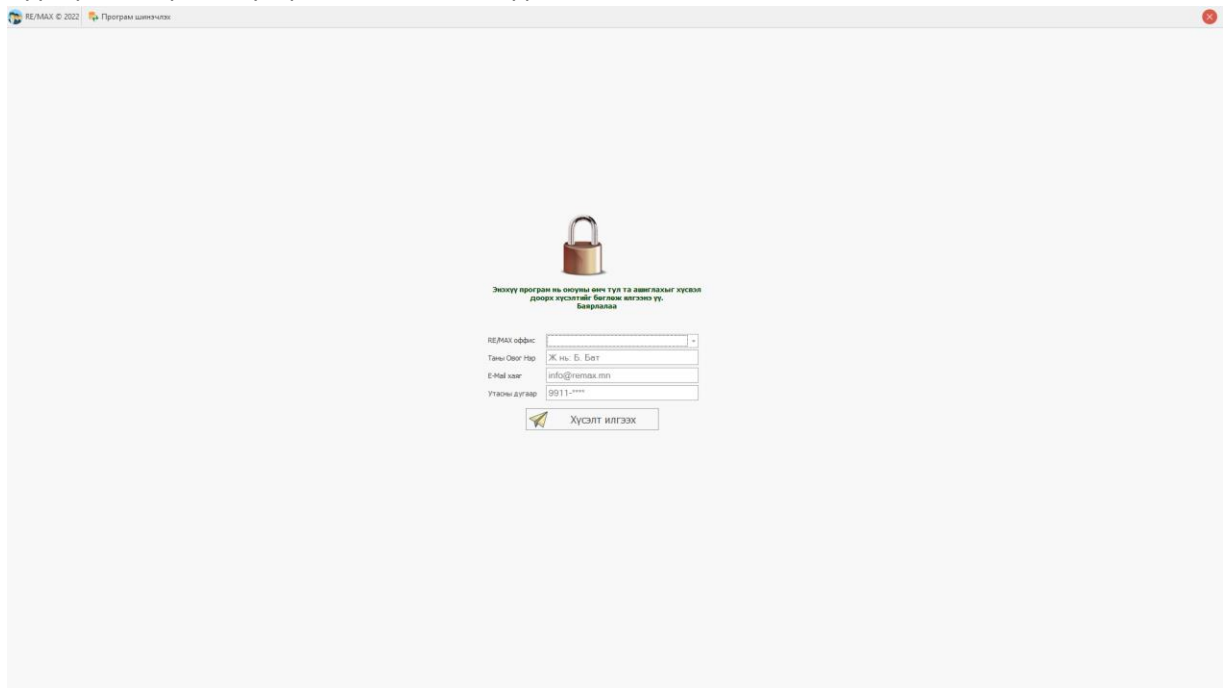 RE/MAX © 2022 Програм шинэчлэх
Энэхүү програм нь оюуны өмч тул та ашиглахыг хүсвэл
доорх хүсэлтийг бөглөж илгээнэ үү.
Баярлалаа
RE/MAX оффис
Таны Овог Нэр Ж нь: Б. Бат
E-Mail хаяг info@remax.mn
Утасны дугаар 9911-****
Хүсэлт илгээх